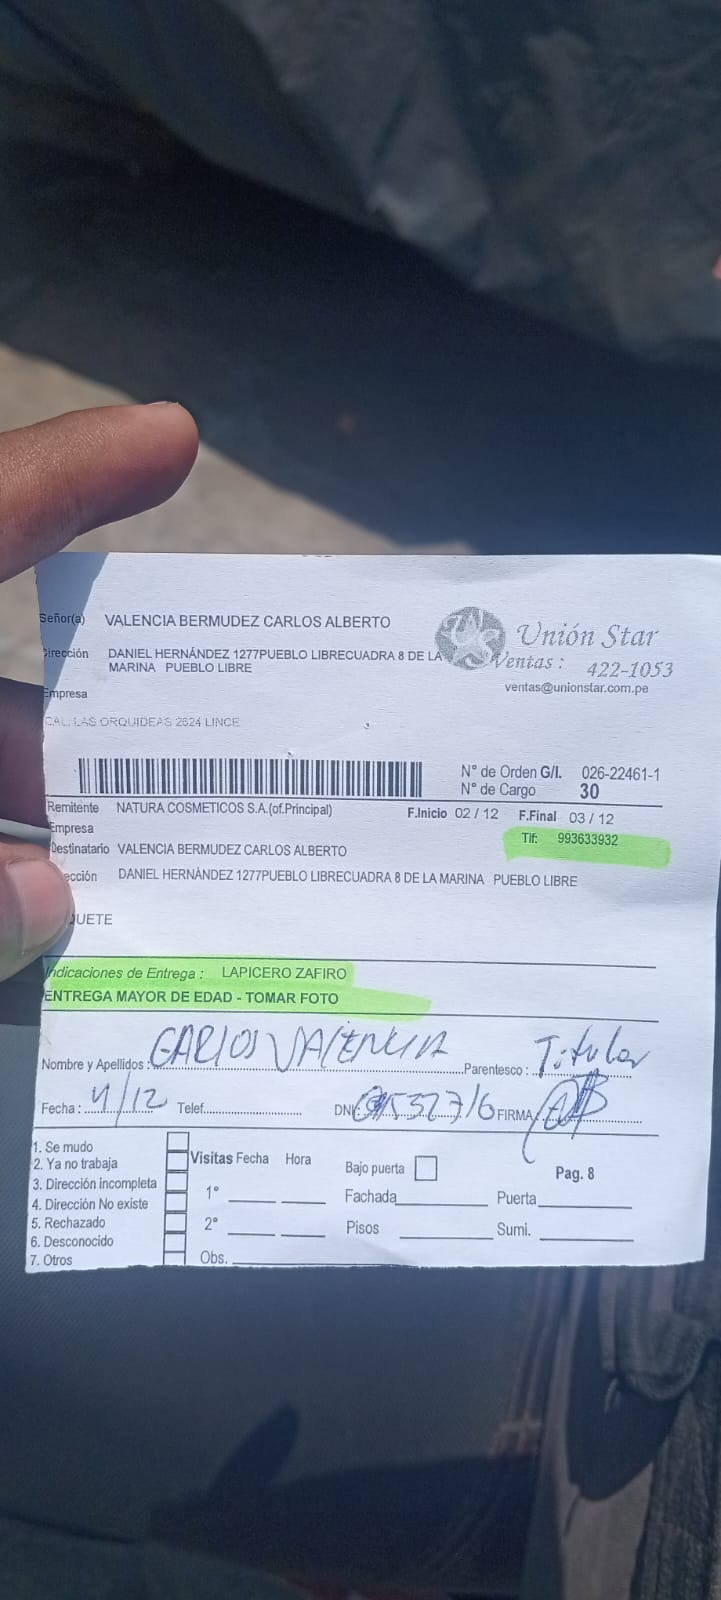 Señor(a) VALENCIA BERMUDEZ CARLOS ALBERTO
Unión Star
Dirección DANIEL HERNÁNDEZ 1277PUEBLO LIBRECUADRA 8 DE LA
MARINA PUEBLO LIBRE
Ventas : 422-1053
ventas@unionstar.com.pe
Empresa
CAL. LAS ORQUIDEAS 2624 LINCE
N° de Orden G/I. 026-22461-1
N° de Cargo 30
Remitente NATURA COSMETICOS S.A.(of.Principal) F.Inicio 02 / 12 F.Final 03 / 12
Empresa
Tlf: 993633932
Destinatario VALENCIA BERMUDEZ CARLOS ALBERTO
ección DANIEL HERNÁNDEZ 1277PUEBLO LIBRECUADRA 8 DE LA MARINA PUEBLO LIBRE
UETE
Indicaciones de Entrega : LAPICERO ZAFIRO
ENTREGA MAYOR DE EDAD - TOMAR FOTO
Nombre y Apellidos : CARLOS VALENCIA Parentesco : Titular
Fecha : 4/12 Telef. DNI: FIRMA
1. Se mudo
2. Ya no trabaja
3. Dirección incompleta
4. Dirección No existe
5. Rechazado
6. Desconocido
7. Otros
Visitas Fecha Hora
1°
2°
Obs.
Bajo puerta
Fachada
Pisos
Pag. 8
Puerta
Sumi.